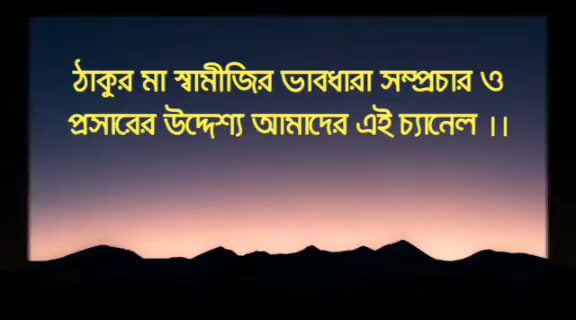 ঠাকুর মা স্বামীজির ভাবধারা সম্প্রচার ও
প্রসারের উদ্দেশ্য আমাদের এই চ্যানেল ।।